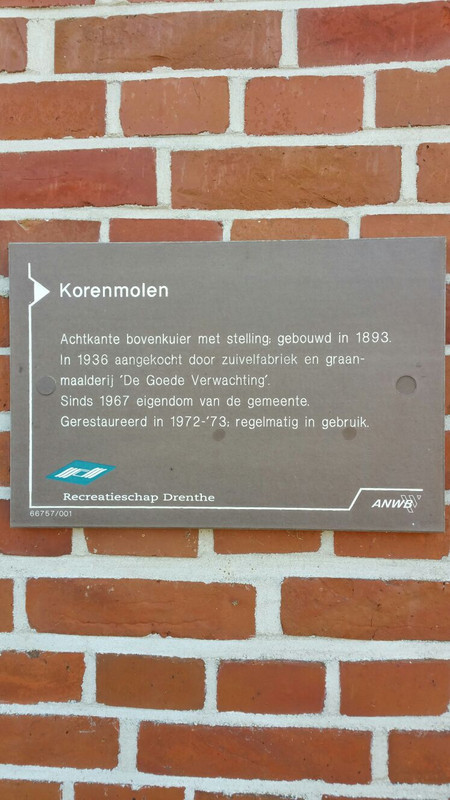 Korenmolen
Achtkante bovenkuier met stelling; gebouwd in 1893.
In 1936 aangekocht door zuivelfabriek en graan-
maalderij 'De Goede Verwachting'.
Sinds 1967 eigendom van de gemeente.
Gerestaureerd in 1972-'73; regelmatig in gebruik.
Recreatieschap Drenthe
66757/001
ANWB